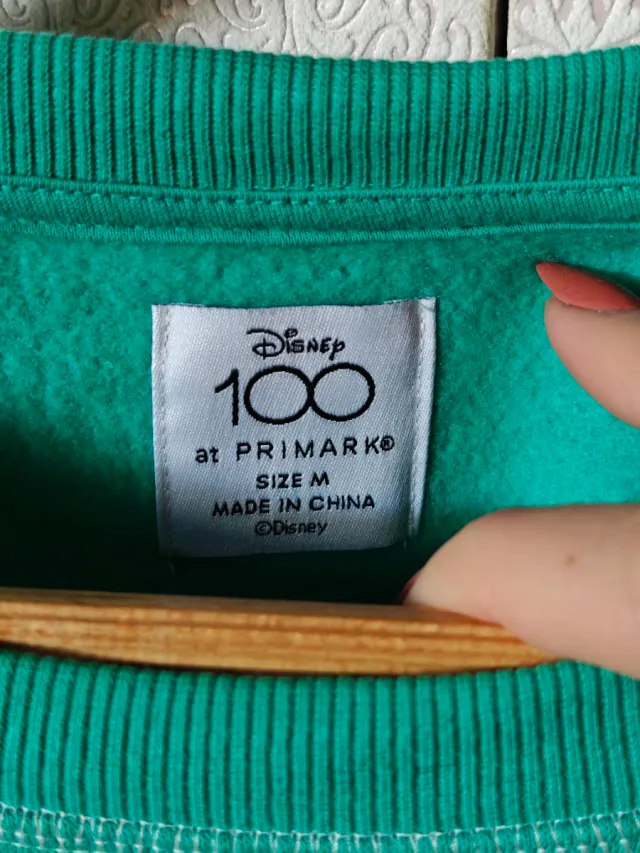 Disney
100
at PRIMARK®
SIZE M
MADE IN CHINA
©Disney